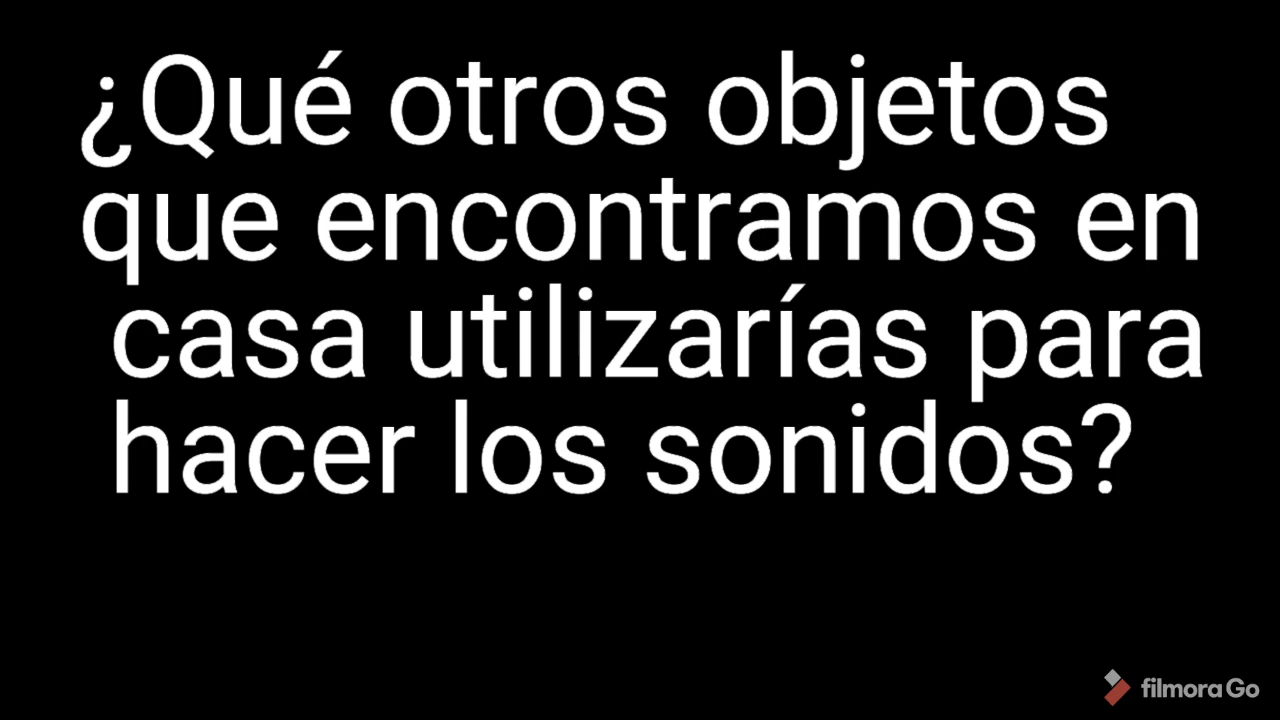 ¿Qué otros objetos
que encontramos en
casa utilizarías para
hacer los sonidos?
filmoraGo